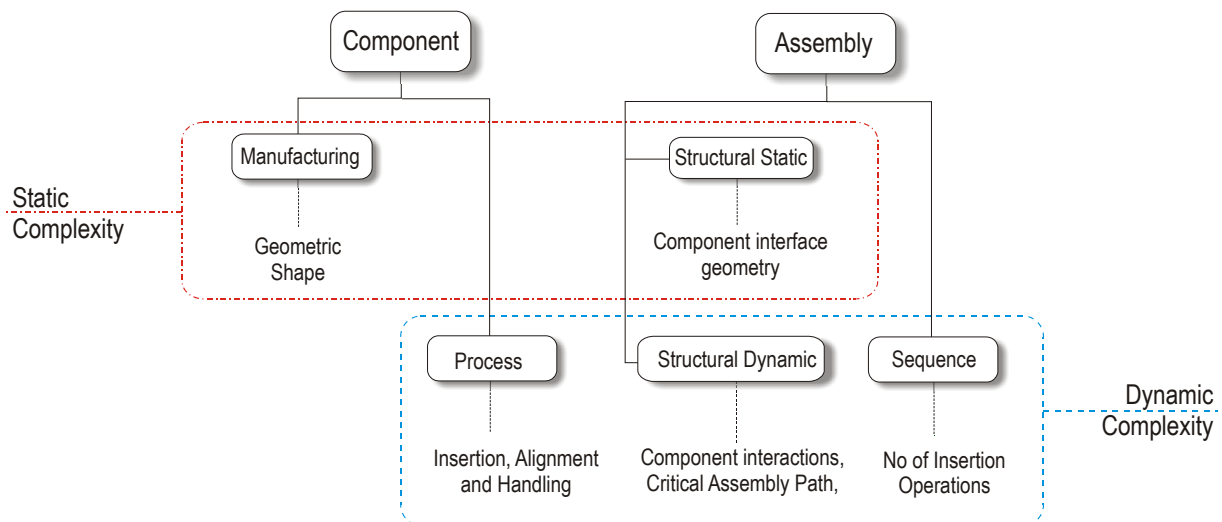 Component
Assembly
Manufacturing
Structural Static
Static
Complexity
Geometric
Shape
Component interface
geometry
Process
Structural Dynamic
Sequence
Dynamic
Complexity
Insertion, Alignment
and Handling
Component interactions,
Critical Assembly Path,
No of Insertion
Operations